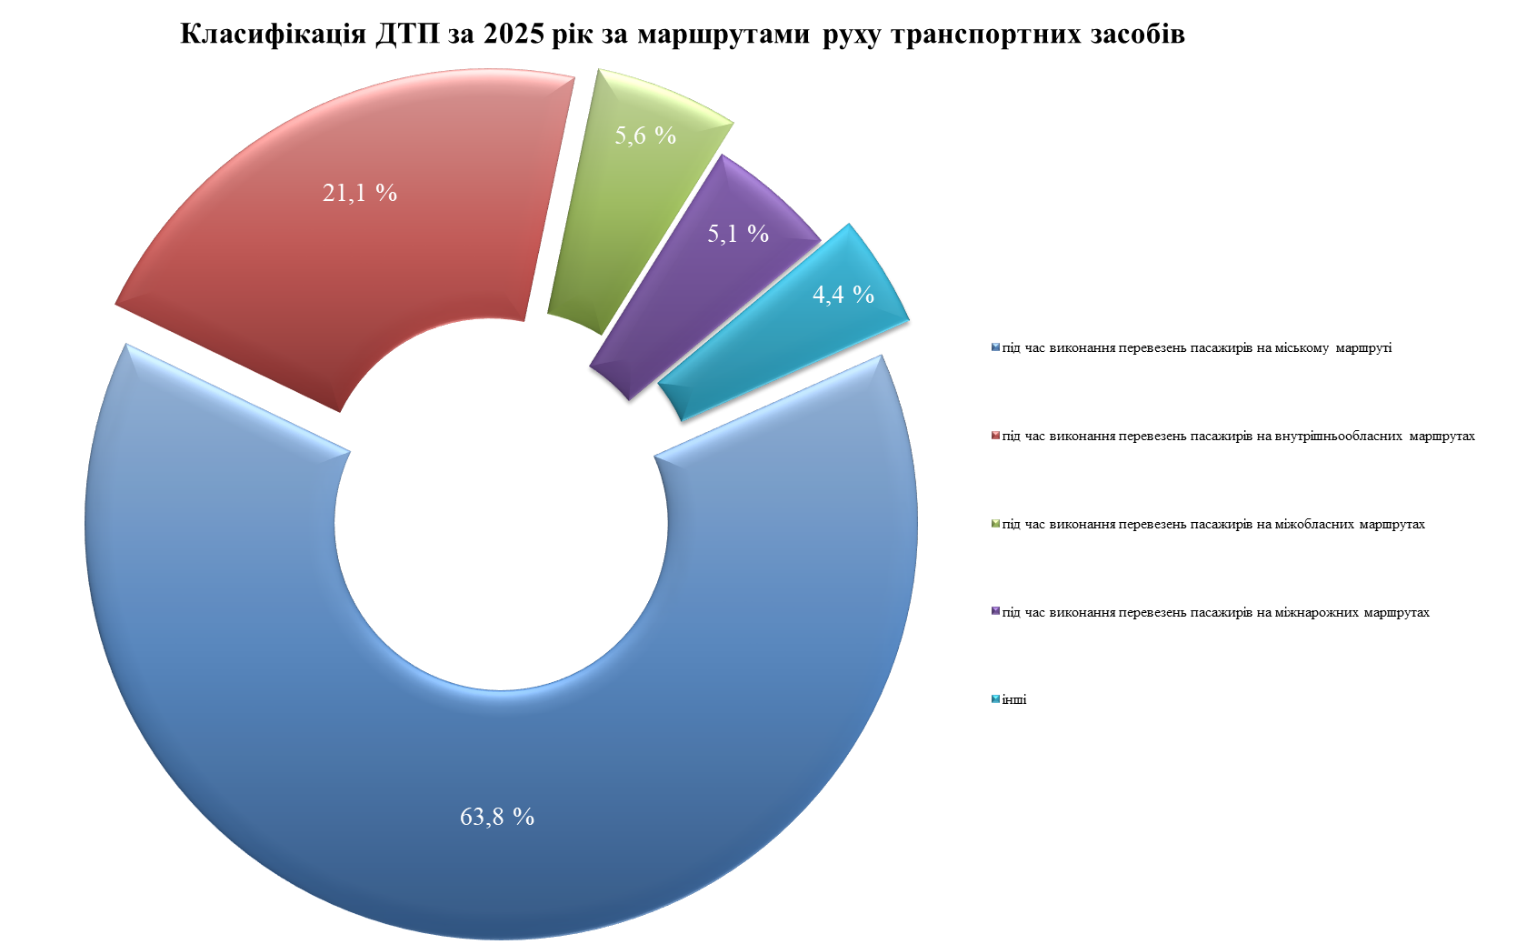 Класифікація ДТП за 2025 рік за маршрутами руху транспортних засобів
5,6 %
21,1 %
5,1 %
4,4 %
під час виконання перевезень пасажирів на міському маршруті
під час виконання перевезень пасажирів на внутрішньообласних маршрутах
під час виконання перевезень пасажирів на міжобласних маршрутах
під час виконання перевезень пасажирів на міжнарожних маршрутах
інші
63,8 %